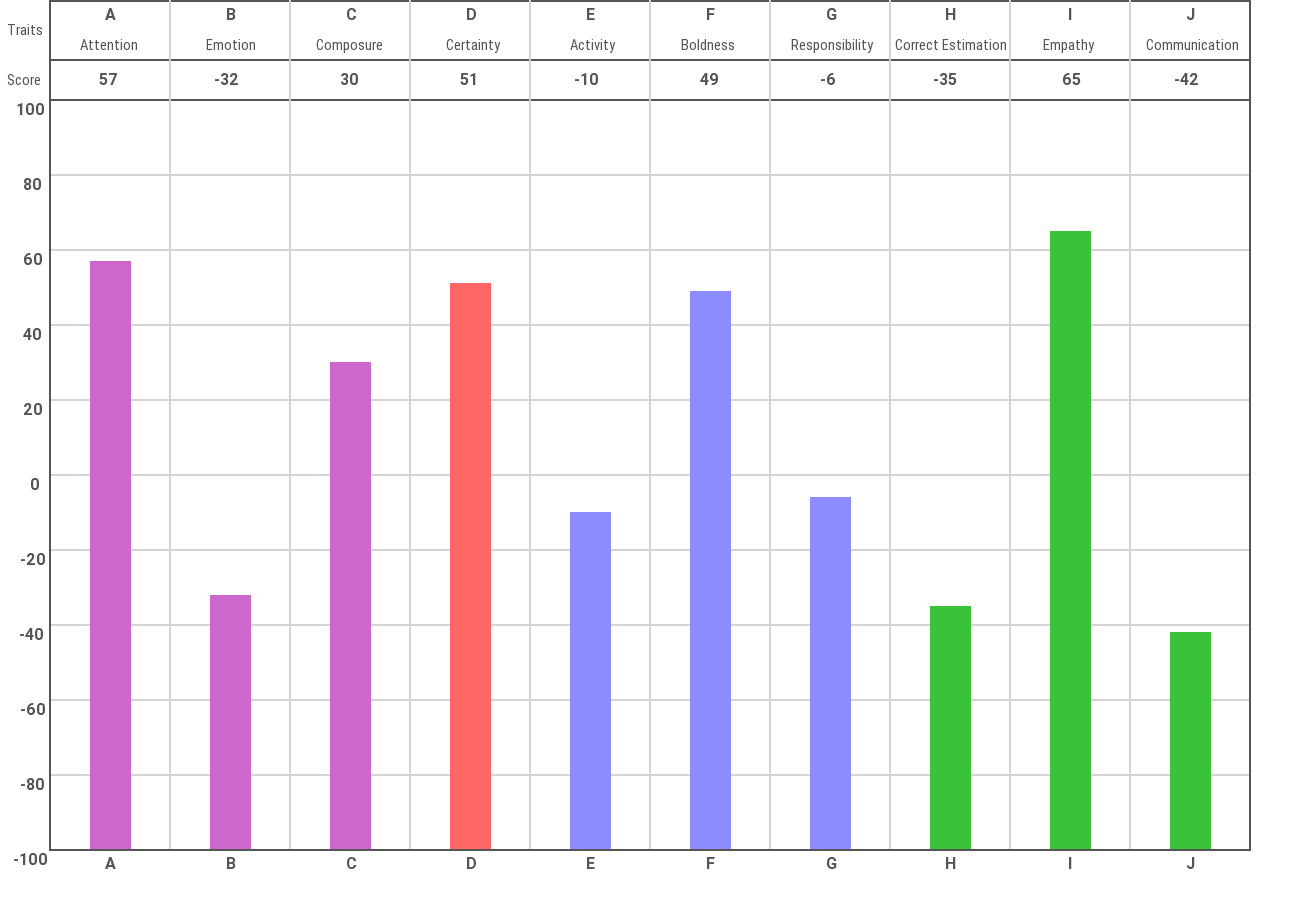 A B C D E F G H I J
Traits
Attention Emotion Composure Certainty Activity Boldness Responsibility Correct Estimation Empathy Communication
Score 57 -32 30 51 -10 49 -6 -35 65 -42
100
80
60
40
20
0
-20
-40
-60
-80
-100
A B C D E F G H I J